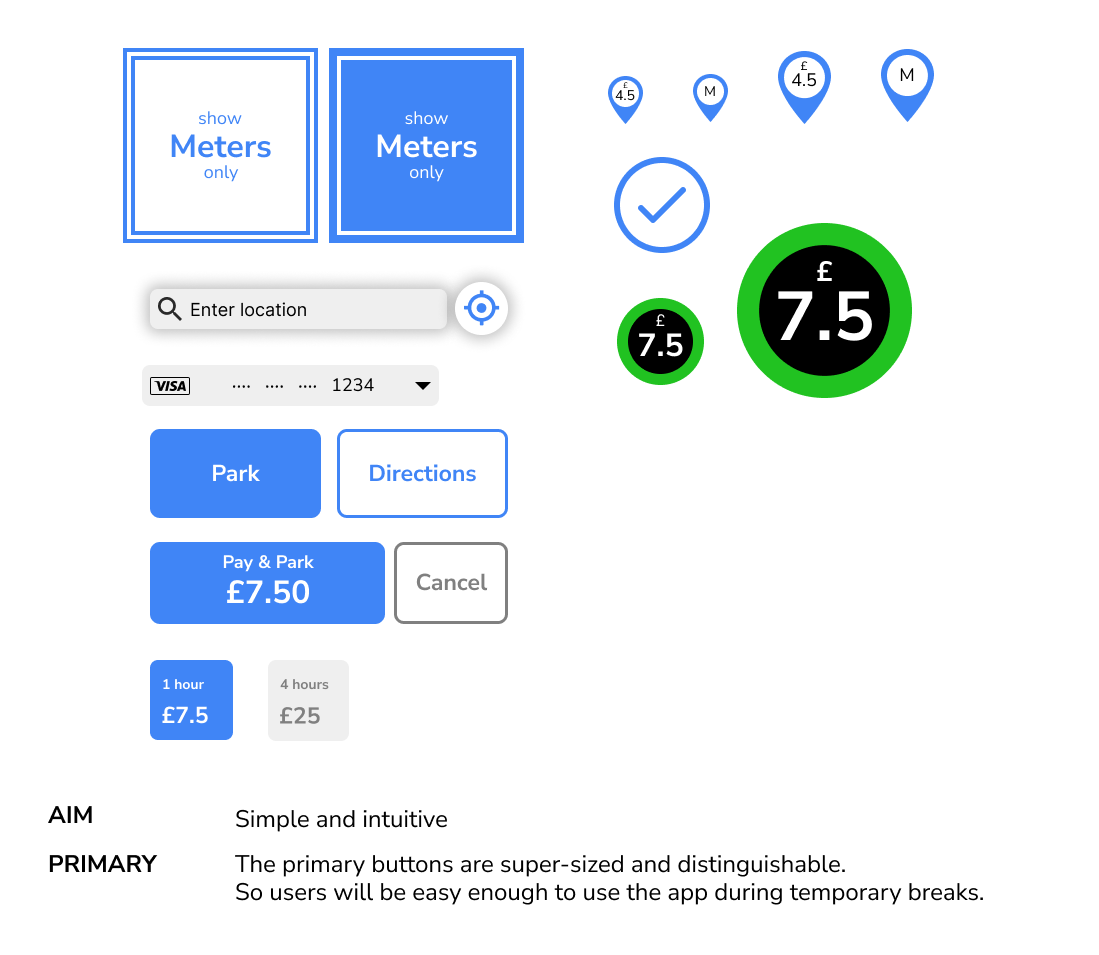 show
Meters
only
show
Meters
only
£
4.5
M
£
4.5
M
£
7.5
£
7.5
Enter location
VISA .... .... .... 1234
Park
Directions
Pay & Park
£7.50
Cancel
1 hour
£7.5
4 hours
£25
AIM
Simple and intuitive
PRIMARY
The primary buttons are super-sized and distinguishable.
So users will be easy enough to use the app during temporary breaks.